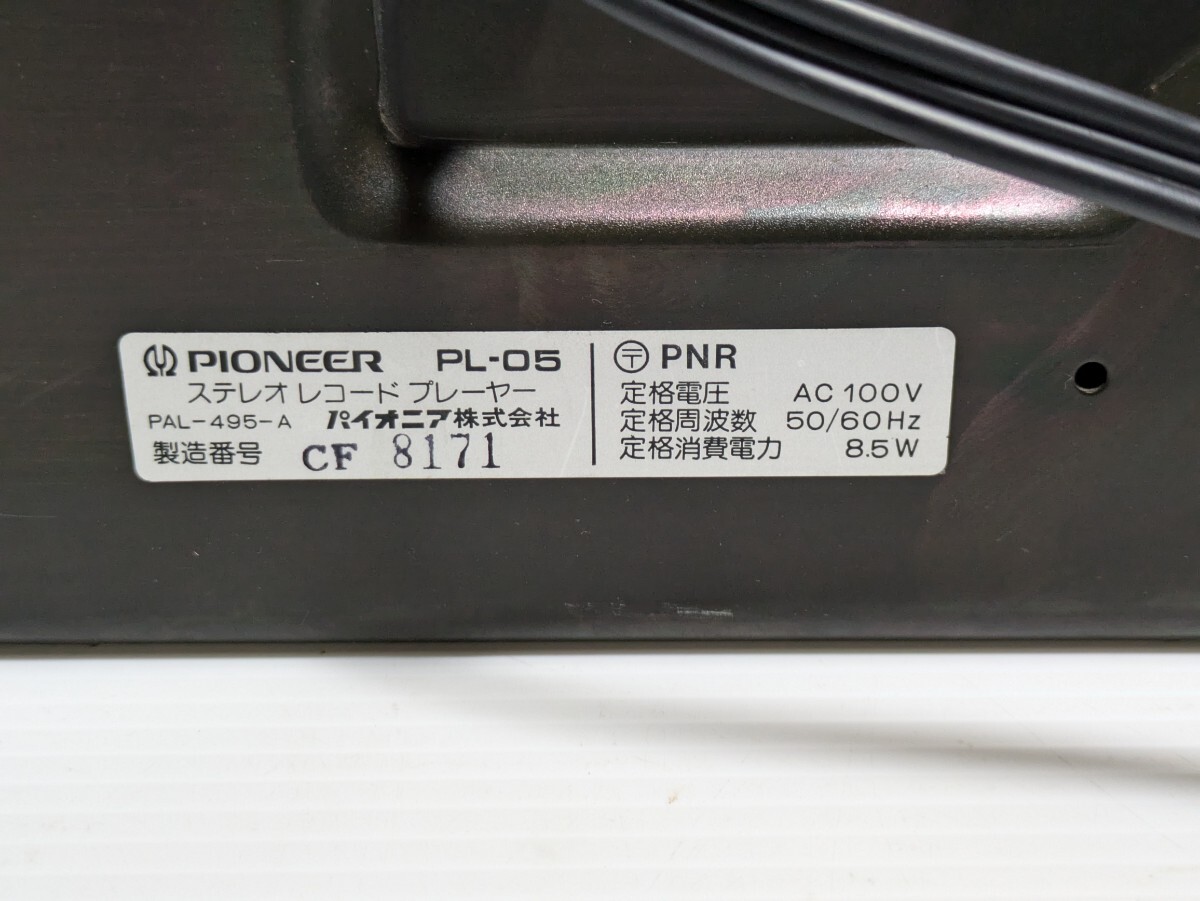 PIONEER PL-05
ステレオ レコード プレーヤー
PAL-495-A パイオニア株式会社
製造番号 CF 8171
〒 PNR
定格電圧 AC 100V
定格周波数 50/60Hz
定格消費電力 8.5W